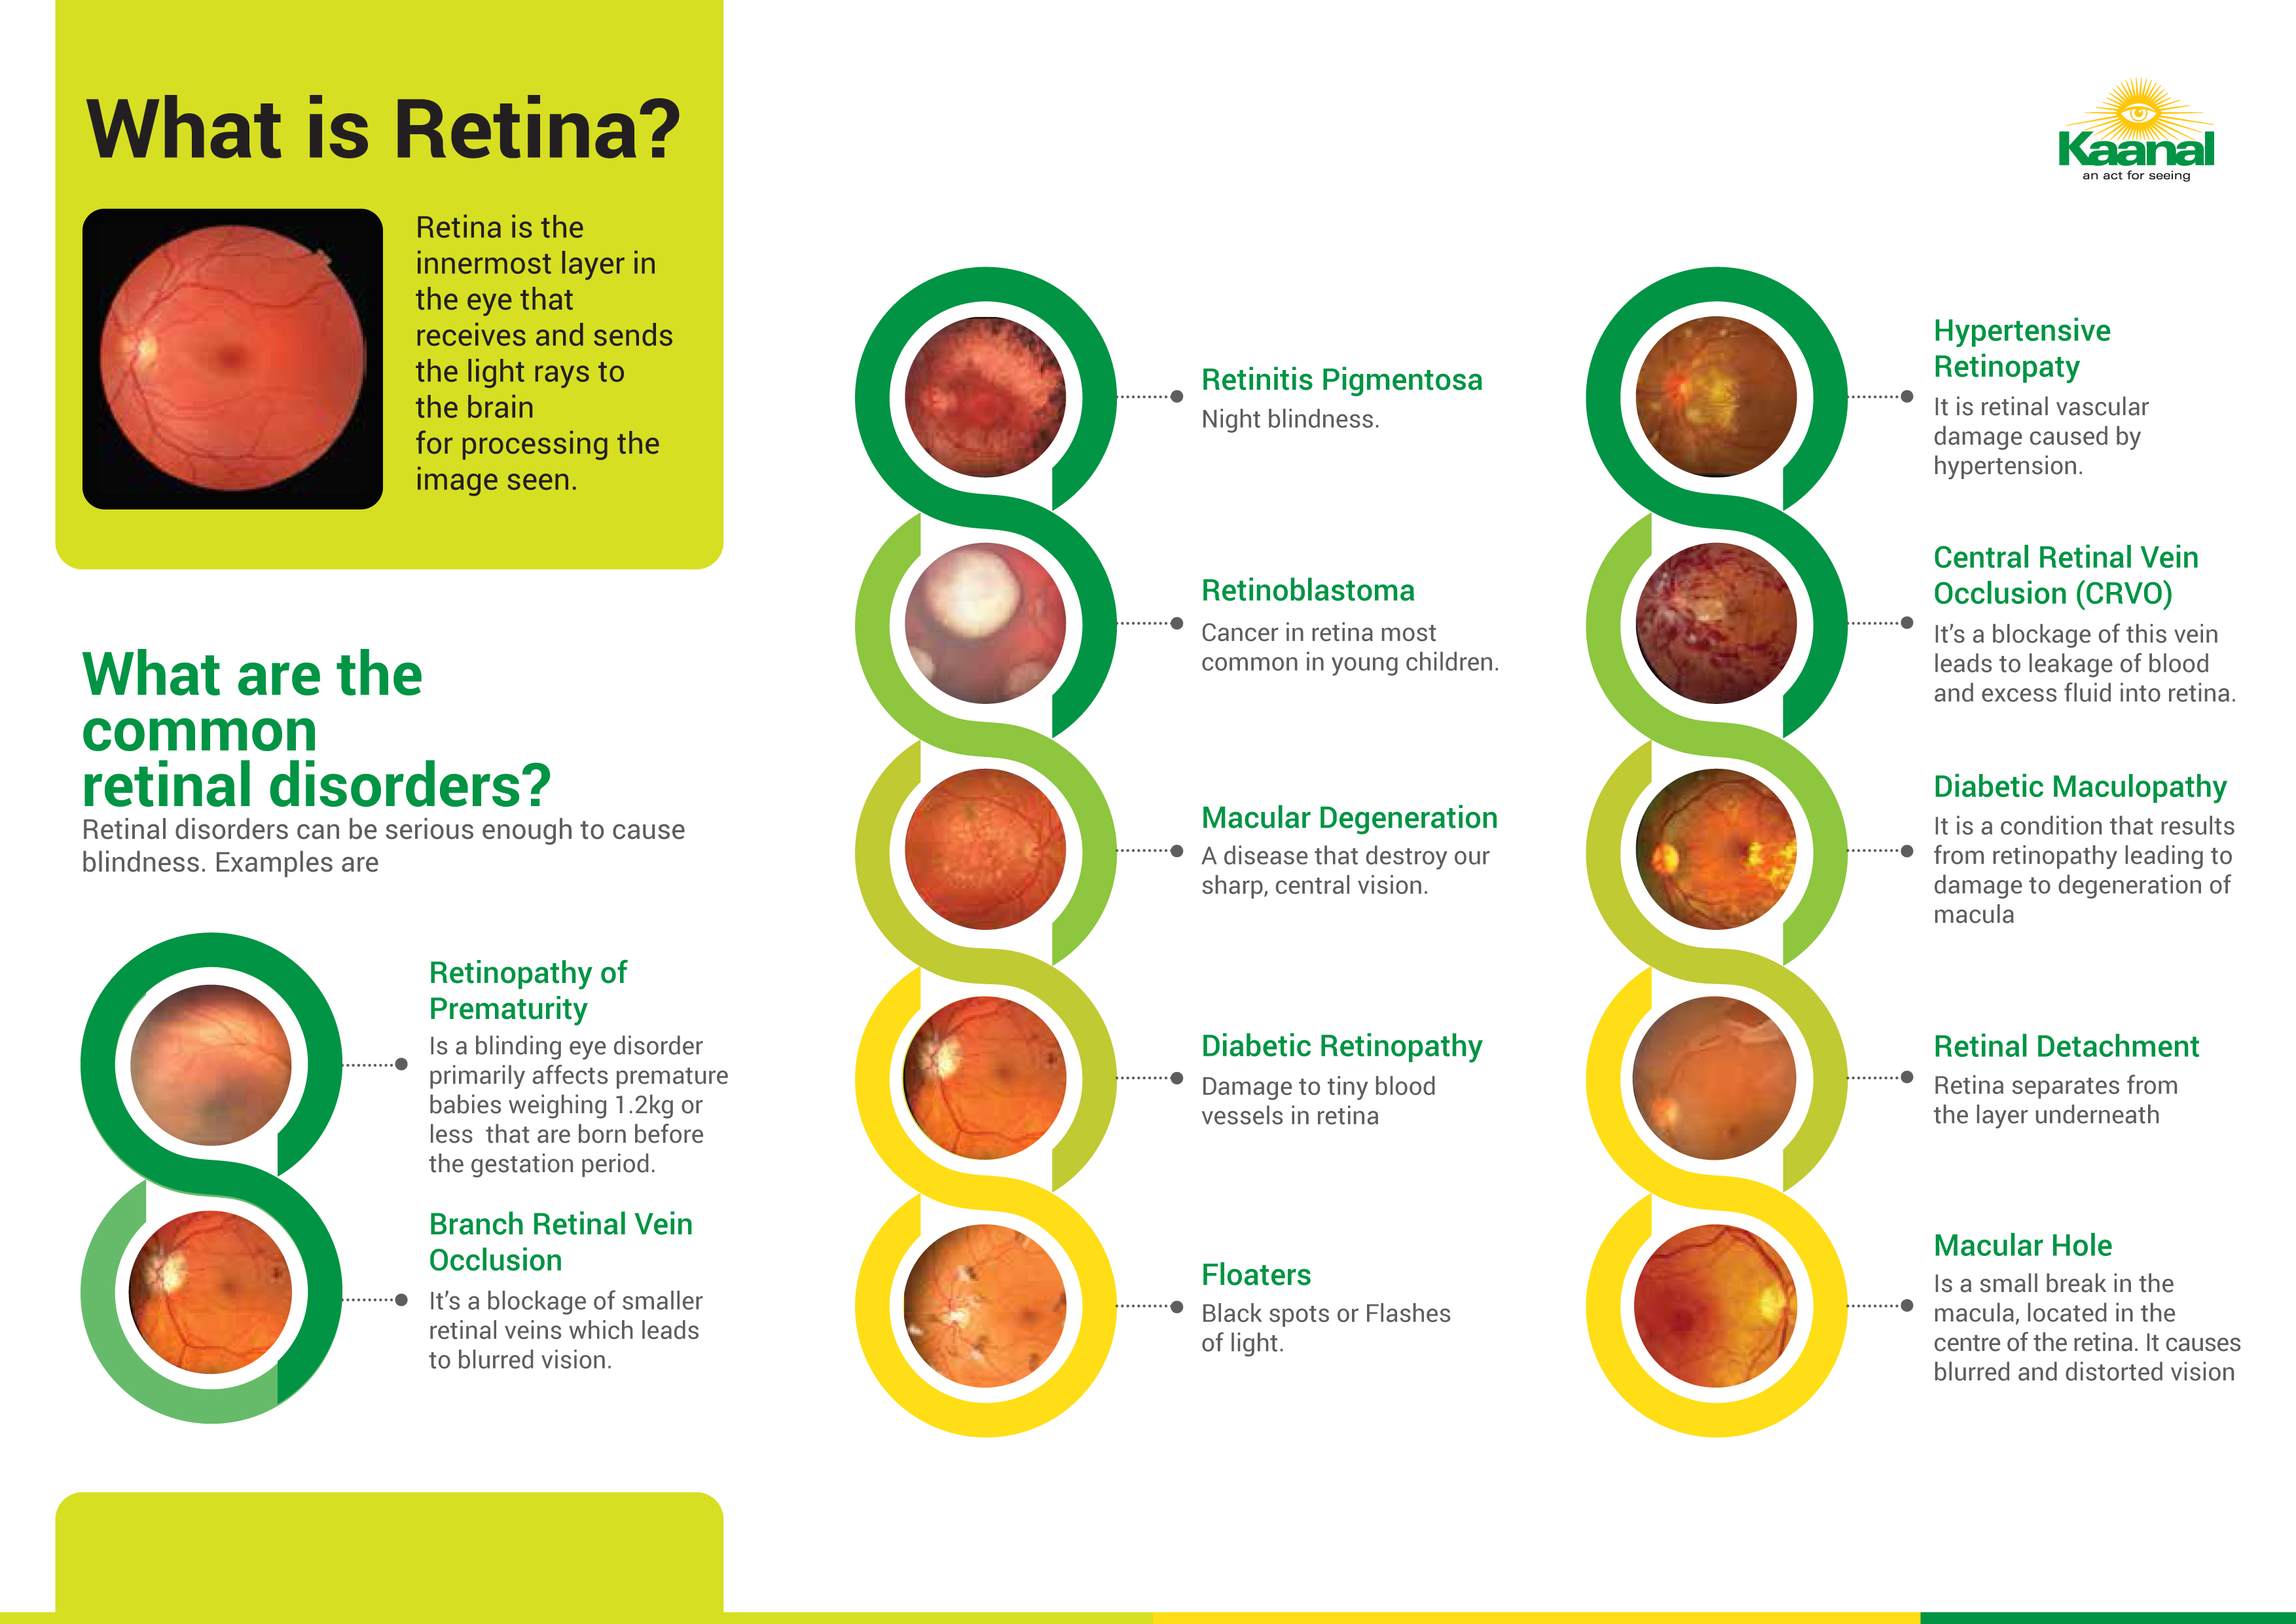 What is Retina?
Retina is the
innermost layer in
the eye that
receives and sends
the light rays to
the brain
for processing the
image seen.
What are the
common
retinal disorders?
Retinal disorders can be serious enough to cause
blindness. Examples are
Retinopathy of
Prematurity
Is a blinding eye disorder
primarily affects premature
babies weighing 1.2kg or
less  that are born before
the gestation period.
Branch Retinal Vein
Occlusion
It’s a blockage of smaller
retinal veins which leads
to blurred vision.
Retinitis Pigmentosa
Night blindness.
Retinoblastoma
Cancer in retina most
common in young children.
Macular Degeneration
A disease that destroy our
sharp, central vision.
Diabetic Retinopathy
Damage to tiny blood
vessels in retina
Floaters
Black spots or Flashes
of light.
Kaanal
an act for seeing
Hypertensive
Retinopaty
It is retinal vascular
damage caused by
hypertension.
Central Retinal Vein
Occlusion (CRVO)
It’s a blockage of this vein
leads to leakage of blood
and excess fluid into retina.
Diabetic Maculopathy
It is a condition that results
from retinopathy leading to
damage to degeneration of
macula
Retinal Detachment
Retina separates from
the layer underneath
Macular Hole
Is a small break in the
macula, located in the
centre of the retina. It causes
blurred and distorted vision